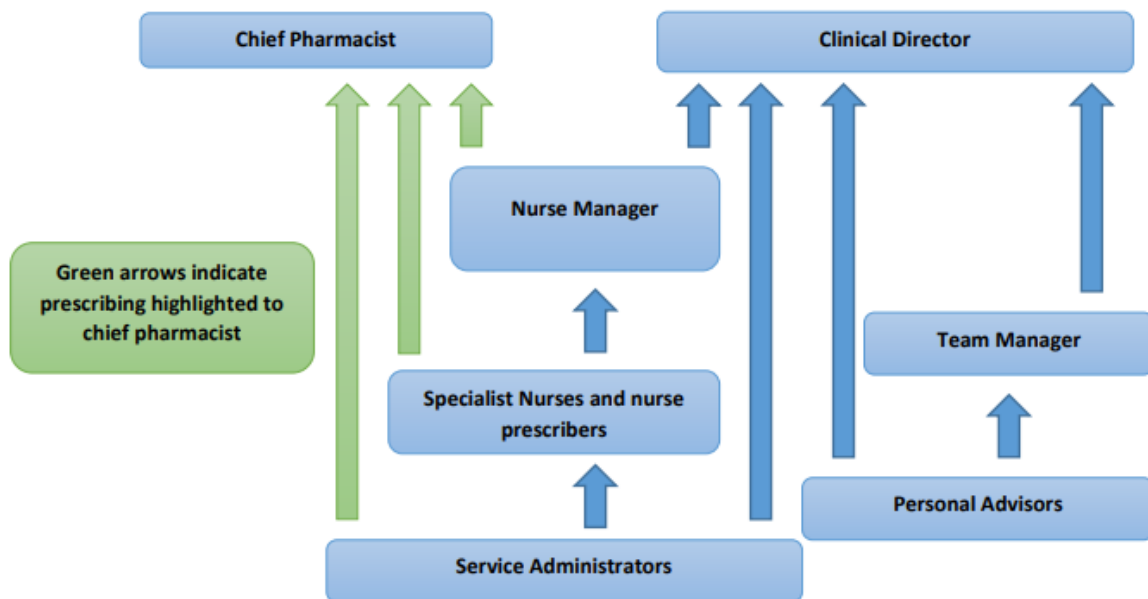 Chief Pharmacist
Clinical Director
Nurse Manager
Green arrows indicate
prescribing highlighted to
chief pharmacist
Team Manager
Specialist Nurses and nurse
prescribers
Personal Advisors
Service Administrators